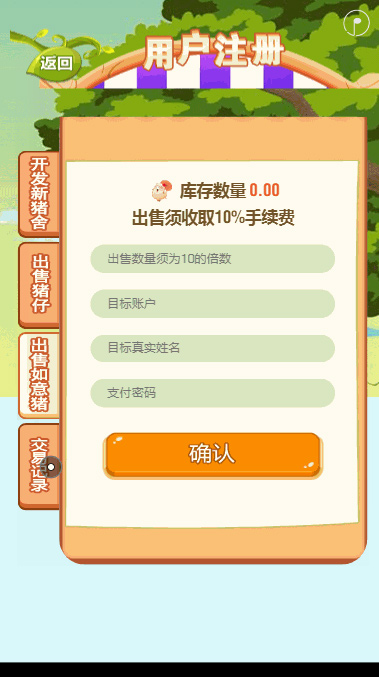 返回
用户注册
开发新猪舍
出售猪仔
出售如意猪
交易记录
库存数量 0.00
出售须收取10%手续费
出售数量须为10的倍数
目标账户
目标真实姓名
支付密码
确认